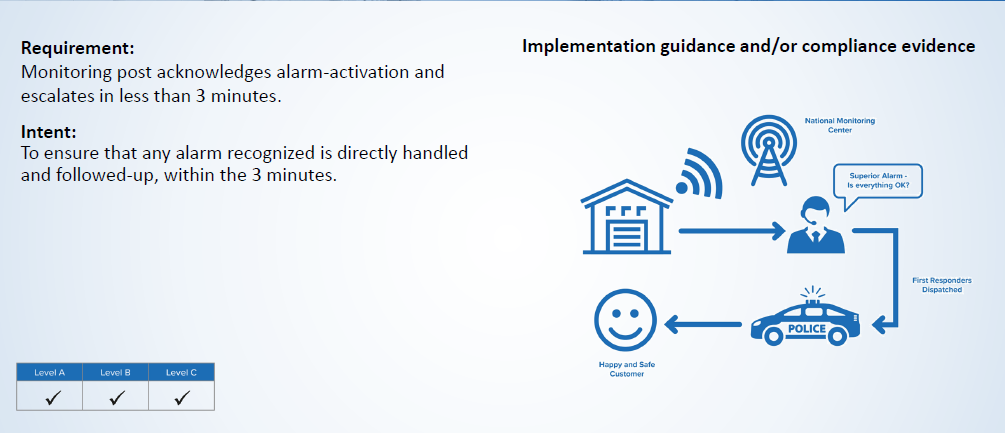 Requirement:
Monitoring post acknowledges alarm-activation and
escalates in less than 3 minutes.
Intent:
To ensure that any alarm recognized is directly handled
and followed-up, within the 3 minutes.
Level A Level B Level C
Implementation guidance and/or compliance evidence
National Monitoring
Center
Superior Alarm -
Is everything OK?
First Responders
Dispatched
POLICE
Happy and Safe
Customer